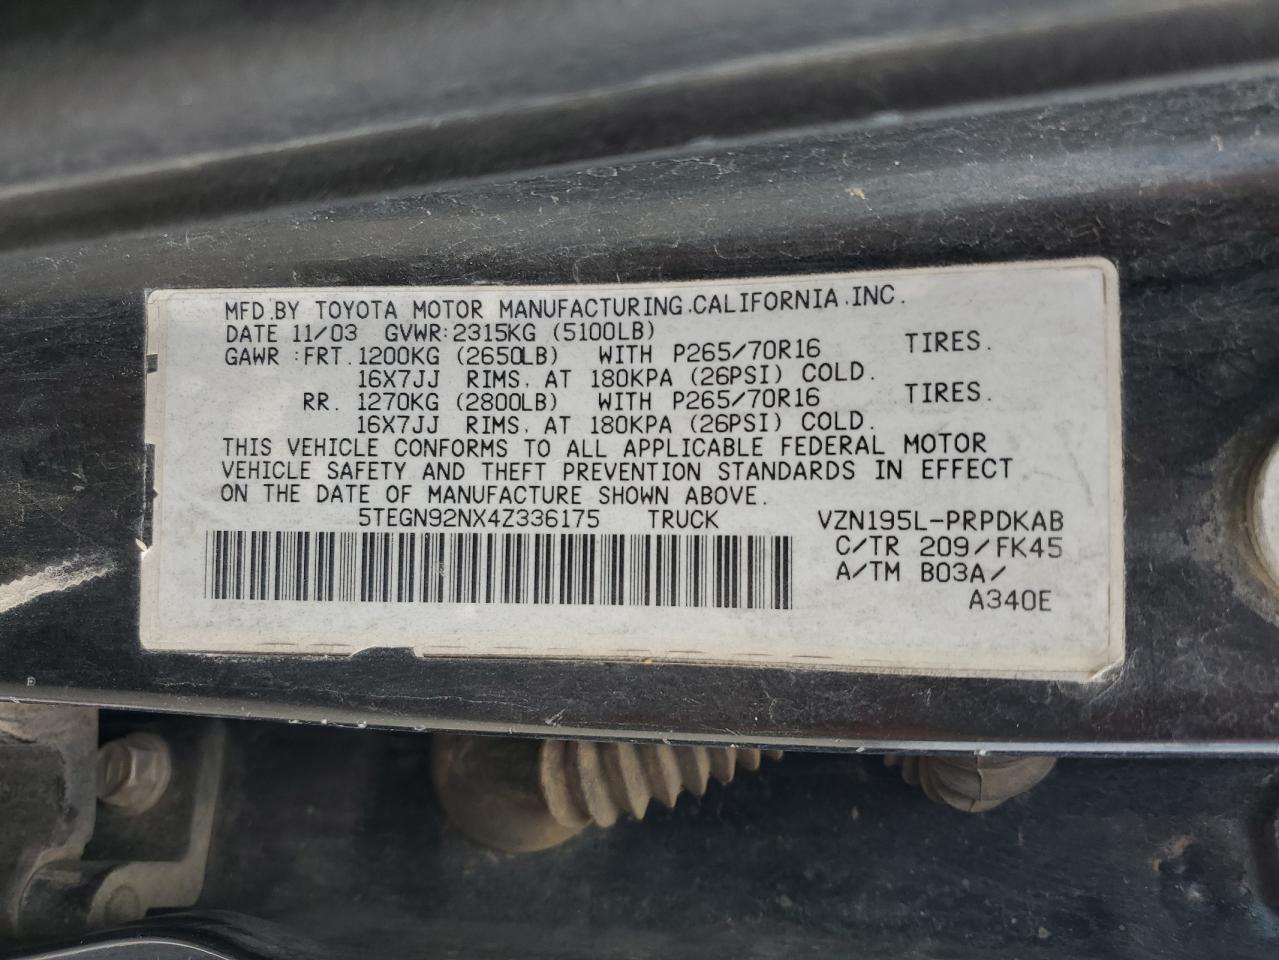 MFD.BY TOYOTA MOTOR MANUFACTURING.CALIFORNIA.INC.
DATE 11/03 GVWR:2315KG (5100LB)
GAWR :FRT. 1200KG (2650LB) WITH P265/70R16 TIRES.
16X7JJ RIMS. AT 180KPA (26PSI) COLD.
RR. 1270KG (2800LB) WITH P265/70R16 TIRES.
16X7JJ RIMS. AT 180KPA (26PSI) COLD.
THIS VEHICLE CONFORMS TO ALL APPLICABLE FEDERAL MOTOR
VEHICLE SAFETY AND THEFT PREVENTION STANDARDS IN EFFECT
ON THE DATE OF MANUFACTURE SHOWN ABOVE.
5TEGN92NX4Z336175 TRUCK VZN195L-PRPDKAB
C/TR 209/FK45
A/TM B03A/
A340E